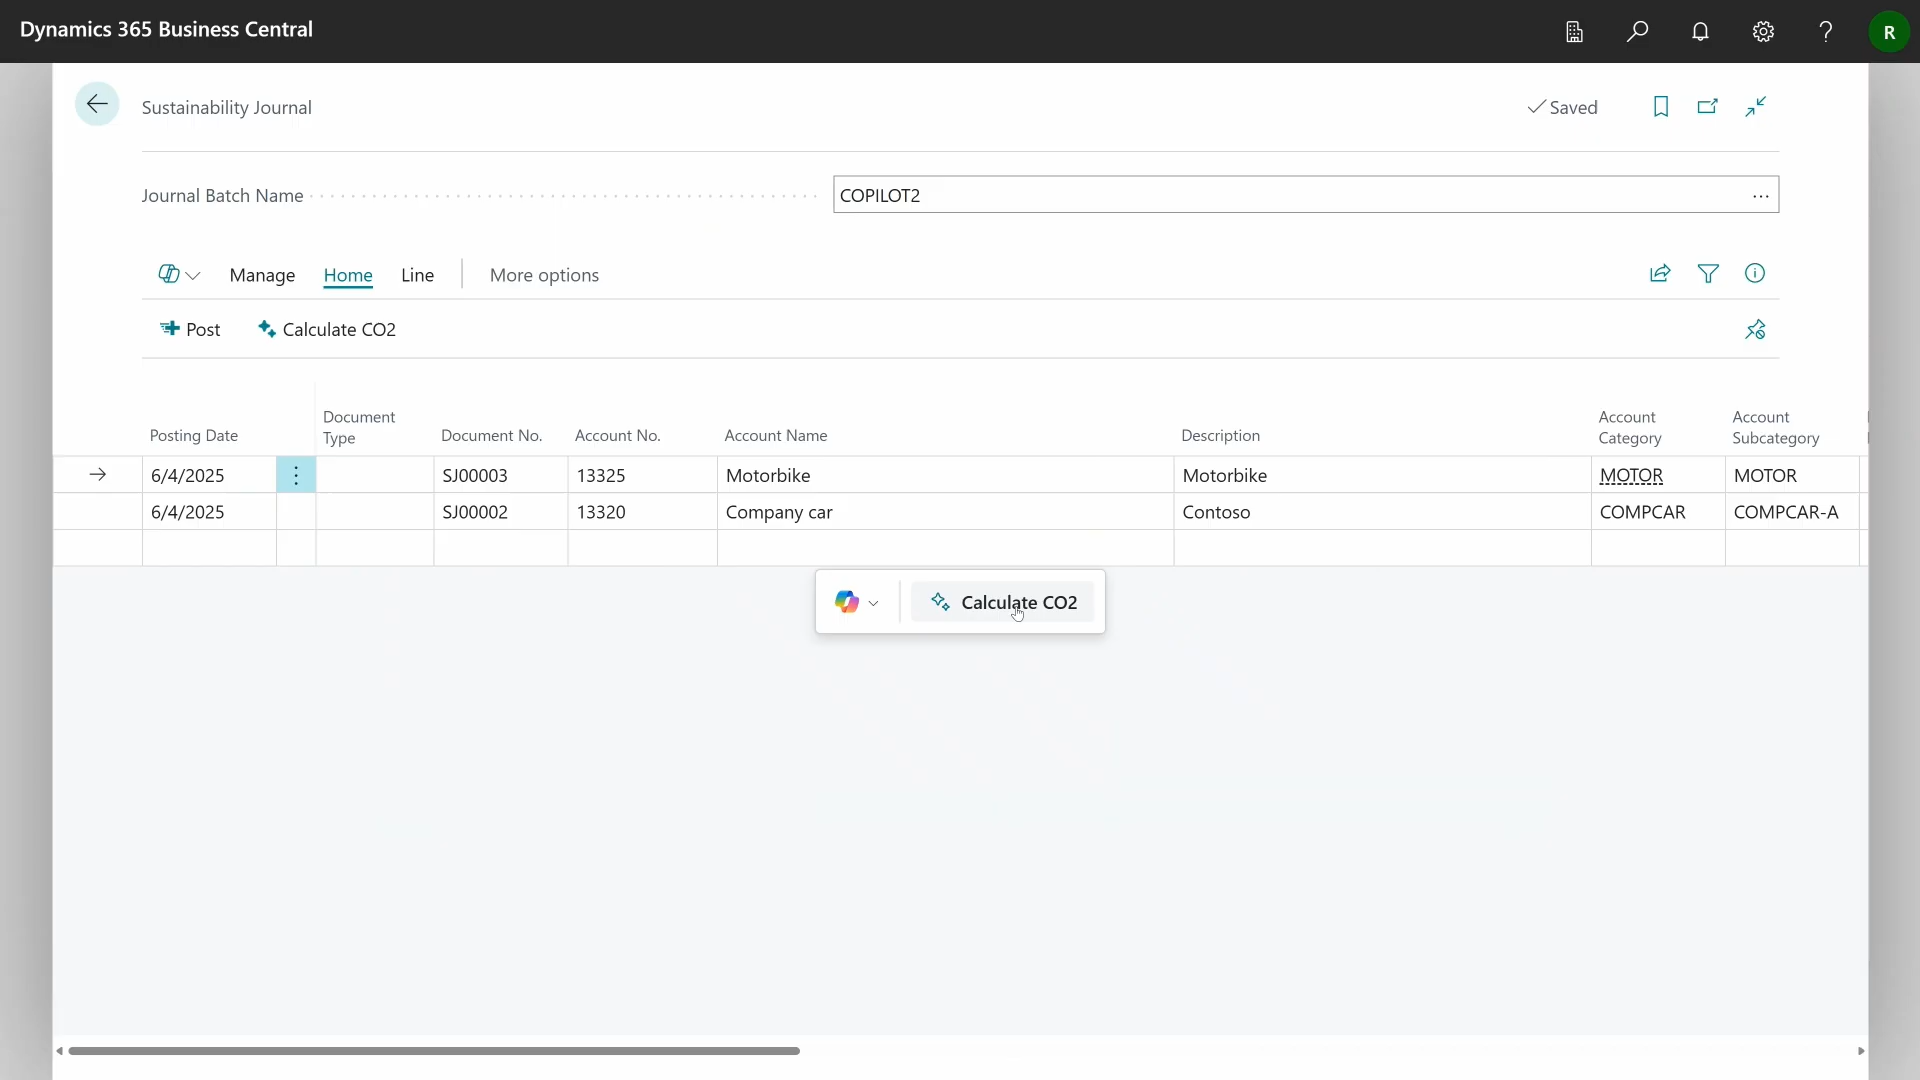 Dynamics 365 Business Central
R
Sustainability Journal
Saved
Journal Batch Name
COPILOT2
Manage Home Line More options
Post Calculate CO2
Posting Date Document Type Document No. Account No. Account Name Description Account Category Account Subcategory
6/4/2025 SJ00003 13325 Motorbike Motorbike MOTOR MOTOR
6/4/2025 SJ00002 13320 Company car Contoso COMPCAR COMPCAR-A
Calculate CO2